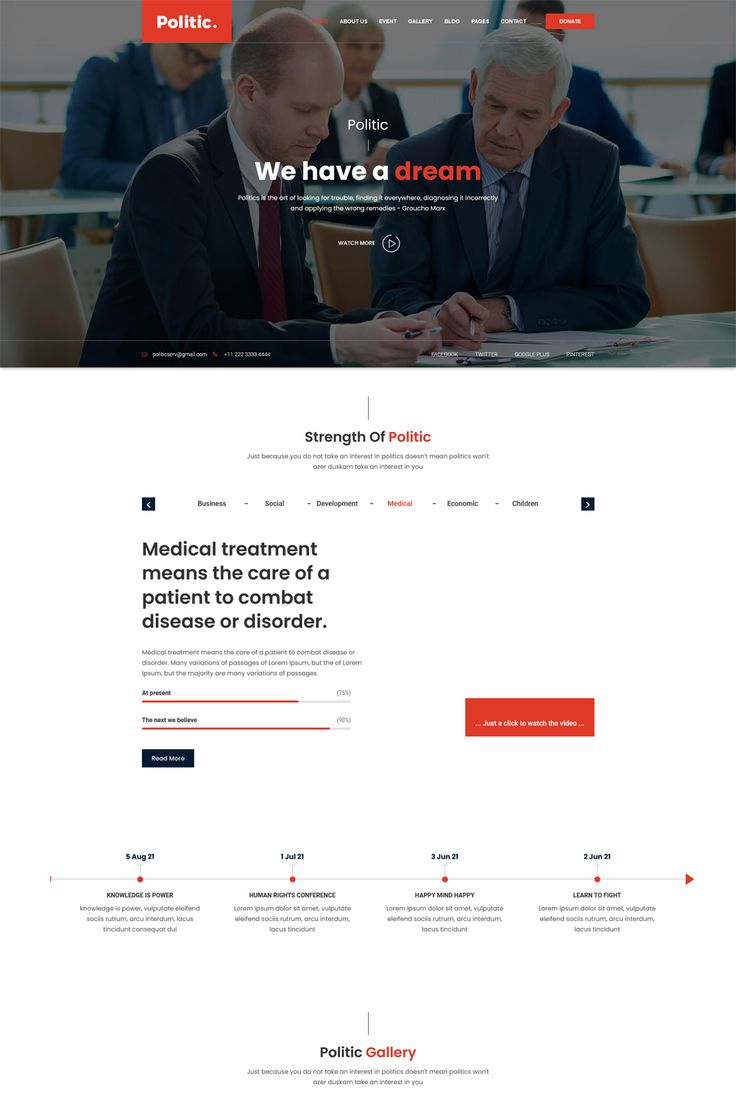 Politic.
HOME ABOUT US EVENT GALLERY BLOG PAGES CONTACT DONATE
Politic
We have a dream
Politics is the art of looking for trouble, finding it everywhere, diagnosing it incorrectly
and applying the wrong remedies - Groucho Marx
WATCH MORE
politicserv@gmail.com +11 222 3333 4444 FACEBOOK TWITTER GOOGLE PLUS PINTEREST
Strength Of Politic
Just because you do not take an interest in politics doesn't mean politics won't
azer duskam take an interest in you
Business - Social - Development - Medical - Economic - Children
Medical treatment
means the care of a
patient to combat
disease or disorder.
Medical treatment means the care of a patient to combat disease or
disorder. Many variations of passages of Lorem Ipsum, but the of Lorem
Ipsum, but the majority are many variations of passages
At present (75%)
The next we believe (90%)
... Just a click to watch the video ...
Read More
5 Aug 21 1 Jul 21 3 Jun 21 2 Jun 21
KNOWLEDGE IS POWER
knowledge is power, vulputate eleifend
sociis rutrum, arcu interdum, lacus
tincidunt consequat dui
HUMAN RIGHTS CONFERENCE
Lorem ipsum dolor sit amet, vulputate
eleifend sociis rutrum, arcu interdum,
lacus tincidunt
HAPPY MIND HAPPY
Lorem ipsum dolor sit amet, vulputate
eleifend sociis rutrum, arcu interdum,
lacus tincidunt
LEARN TO FIGHT
Lorem ipsum dolor sit amet, vulputate
eleifend sociis rutrum, arcu interdum,
lacus tincidunt
Politic Gallery
Just because you do not take an interest in politics doesn't mean politics won't
azer duskam take an interest in you